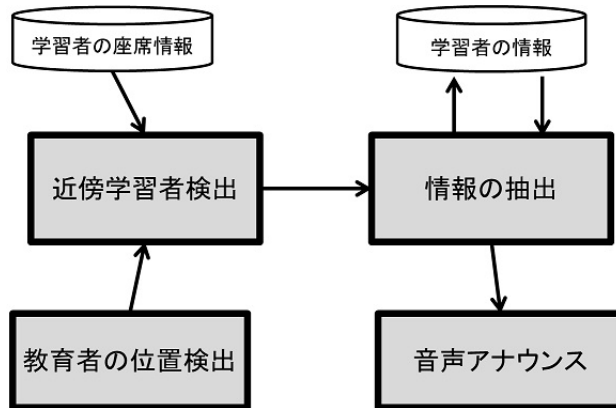 学習者の座席情報
学習者の情報
近傍学習者検出
情報の抽出
教育者の位置検出
音声アナウンス